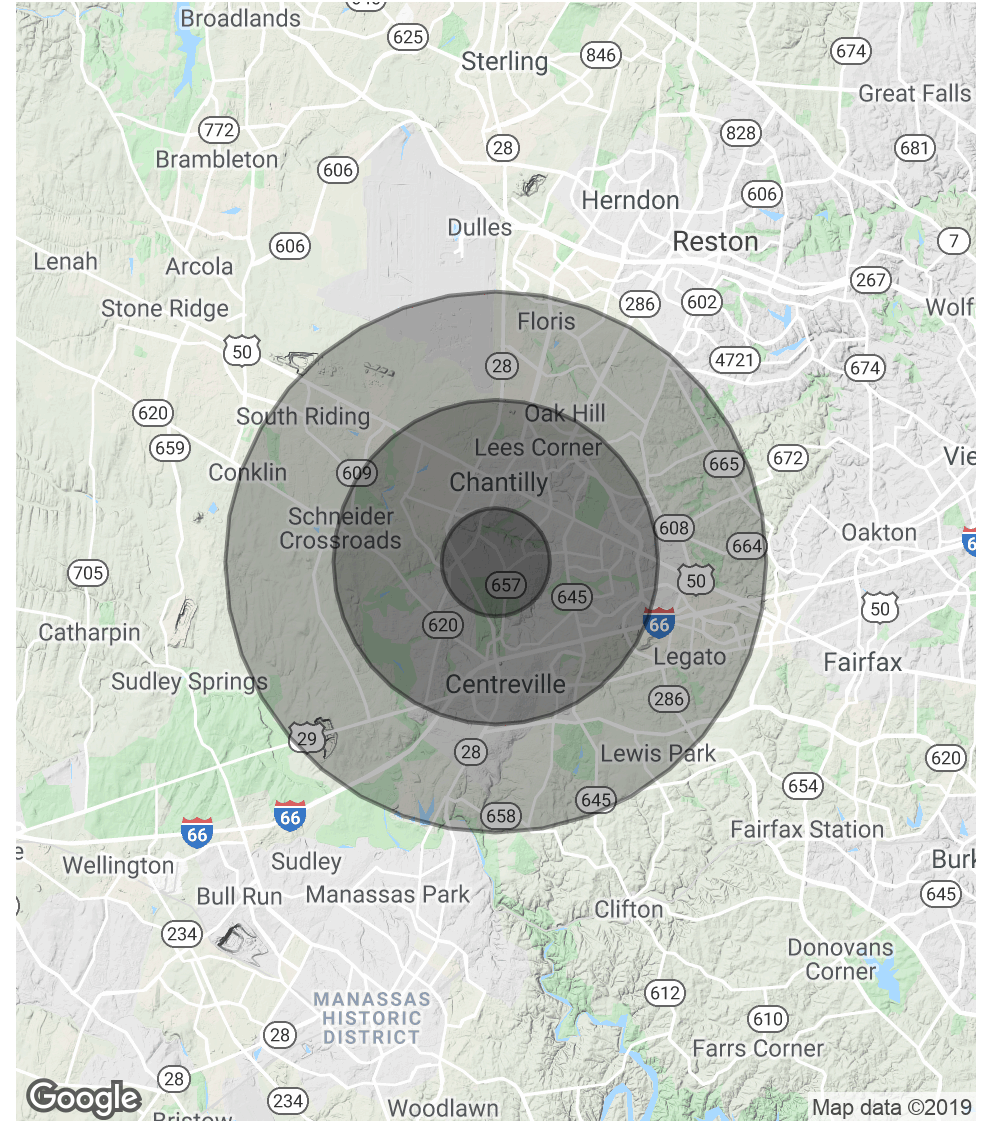 Broadlands
625
Sterling
846
674
Great Falls
772
828
28
681
Brambleton
606
606
Herndon
Dulles
Reston
7
606
Lenah
Arcola
267
286
602
Stone Ridge
Wolf
Floris
50
4721
28
674
620
South Riding
Oak Hill
659
Lees Corner
672
Vie
665
Conklin
609
Chantilly
Schneider
Crossroads
608
Oakton
664
6
705
657
50
645
50
620
66
Catharpin
Legato
Fairfax
Sudley Springs
Centreville
286
29
28
Lewis Park
620
654
645
66
658
66
Fairfax Station
e
Wellington
Sudley
Burk
Bull Run
Manassas Park
645
Clifton
234
Donovans
Corner
612
MANASSAS
HISTORIC
DISTRICT
610
28
Farrs Corner
28
Google
234
Woodlawn
Map data ©2019
Bristow